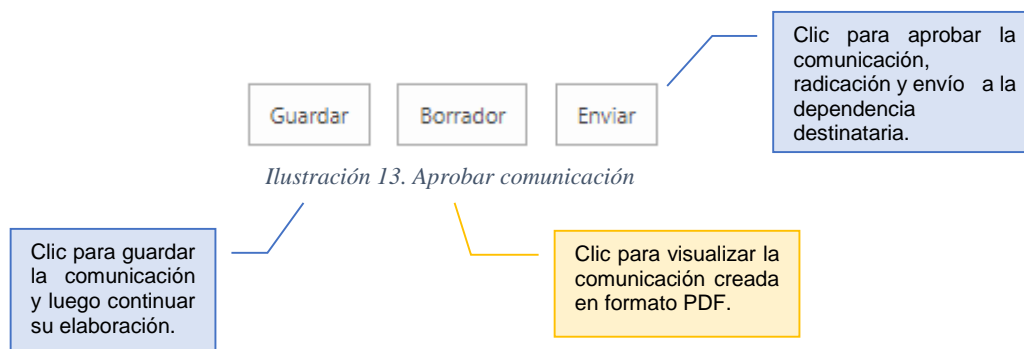 Clic para aprobar la
comunicación,
radicación y envío a la
dependencia
destinataria.
Guardar Borrador Enviar
Ilustración 13. Aprobar comunicación
Clic para guardar
la comunicación
y luego continuar
su elaboración.
Clic para visualizar la
comunicación creada
en formato PDF.